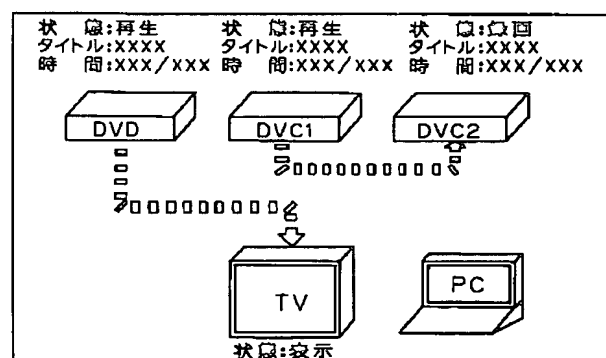 状　態:再生
タイトル:XXXX
時　間:XXX/XXX
状　態:再生
タイトル:XXXX
時　間:XXX/XXX
状　態:
タイトル:XXXX
時　間:XXX/XXX
DVD
DVC1
DVC2
TV
PC
状態:表示